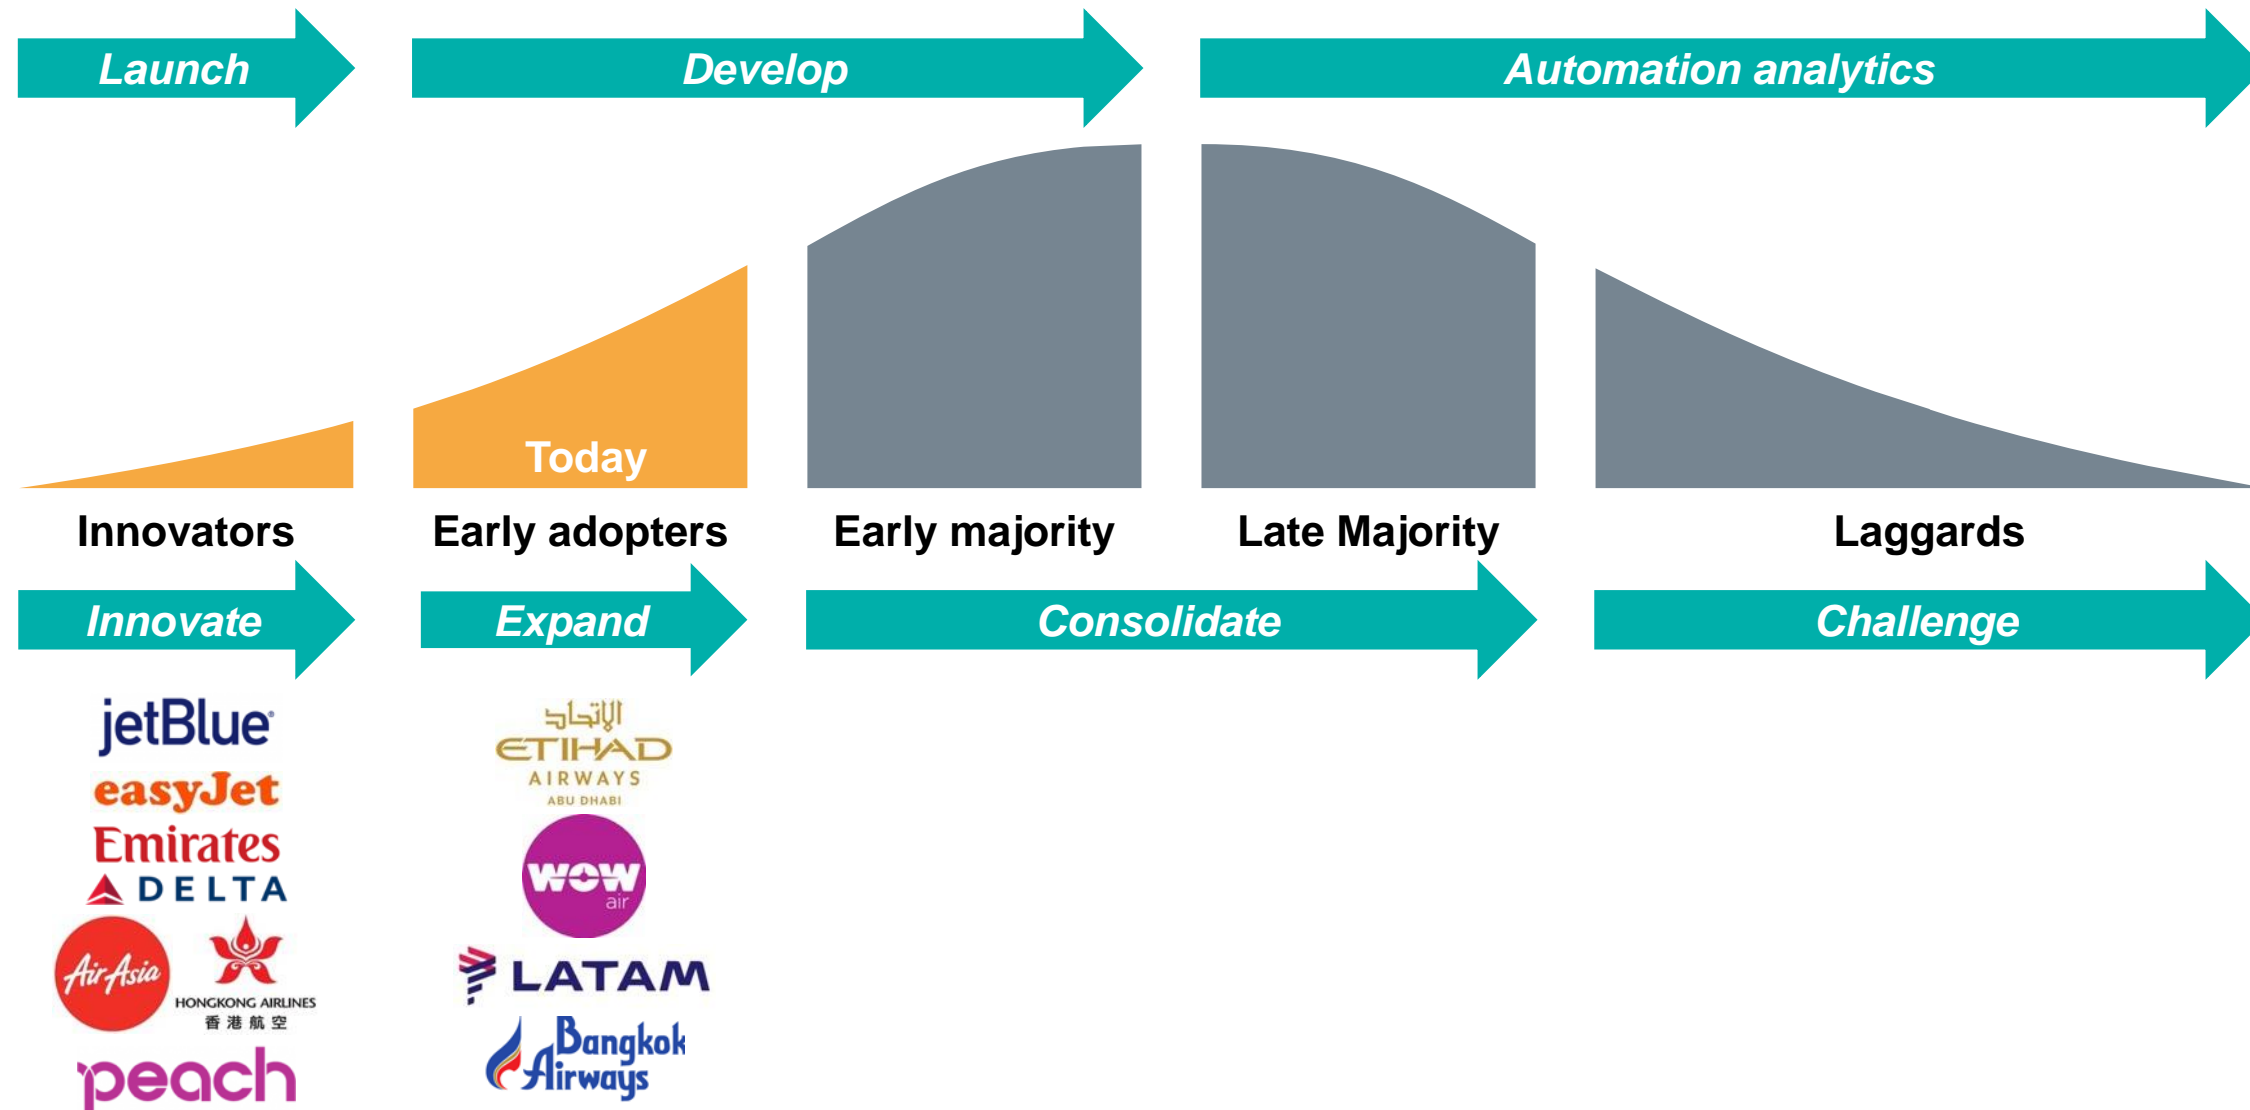 Launch
Develop
Automation analytics
Today
Innovators
Early adopters
Early majority
Late Majority
Laggards
Innovate
Expand
Consolidate
Challenge
jetBlue
easyJet
Emirates
DELTA
AirAsia
HONGKONG AIRLINES
香港航空
peach
الإتحاد
ETIHAD
AIRWAYS
ABU DHABI
WOW
air
LATAM
Bangkok
Airways